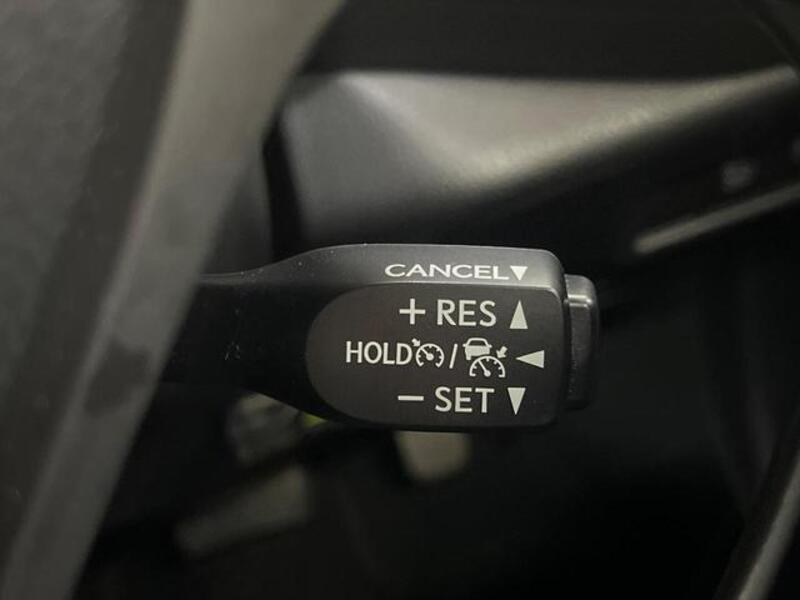 CANCEL▼
+ RES ▲
HOLD / ◀
− SET ▼